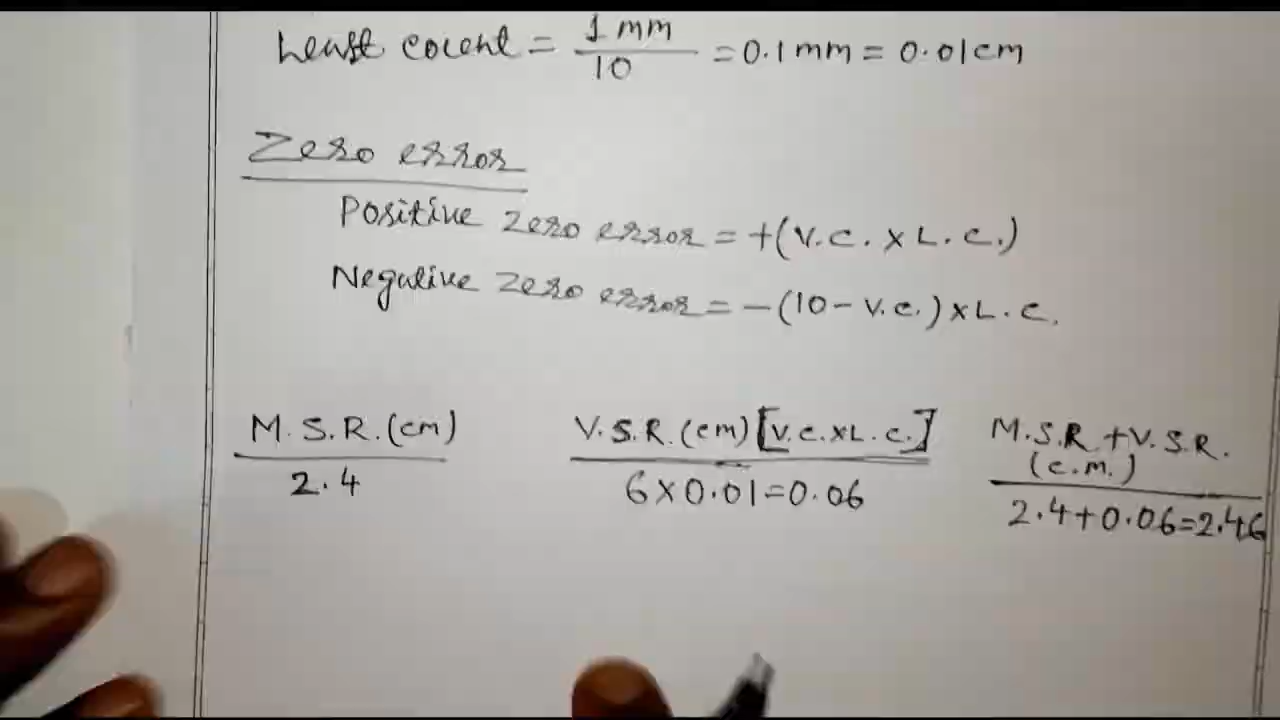 Least count = 1 mm / 10 = 0.1 mm = 0.01 cm
Zero error
Positive zero error = +(V.C. x L.C.)
Negative zero error = -(10 - V.C.) x L.C.
M.S.R. (cm) V.S.R. (cm) [V.C. x L.C.] M.S.R. + V.S.R. (c.m.)
2.4 6 x 0.01 = 0.06 2.4 + 0.06 = 2.46